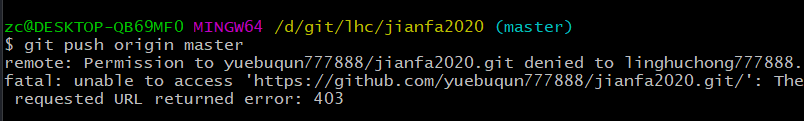 zc@DESKTOP-QB69MF0 MINGW64 /d/git/lhc/jianfa2020 (master)
$ git push origin master
remote: Permission to yuebuqun777888/jianfa2020.git denied to linghuchong777888.
fatal: unable to access 'https://github.com/yuebuqun777888/jianfa2020.git/': The
requested URL returned error: 403